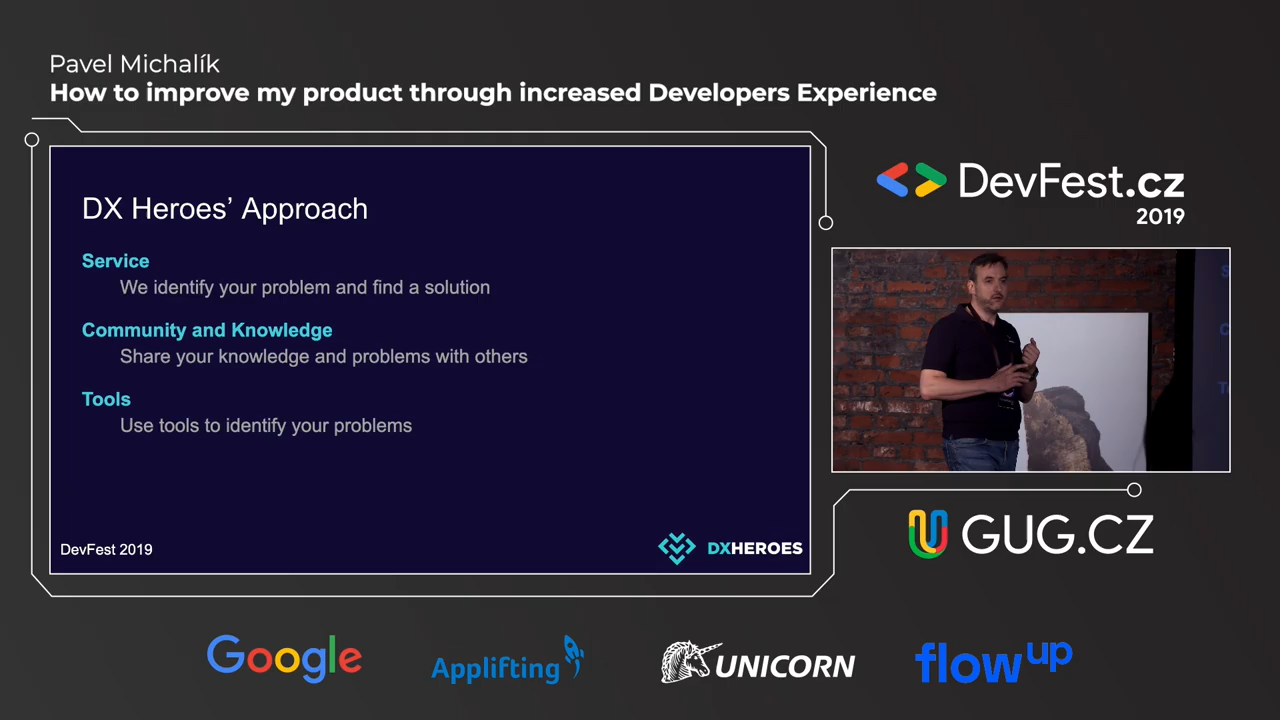 Pavel Michalík
How to improve my product through increased Developers Experience
DX Heroes’ Approach
Service
We identify your problem and find a solution
Community and Knowledge
Share your knowledge and problems with others
Tools
Use tools to identify your problems
DevFest 2019
DXHEROES
DevFest.cz
2019
GUG.CZ
Google
Applifting
UNICORN
flowup